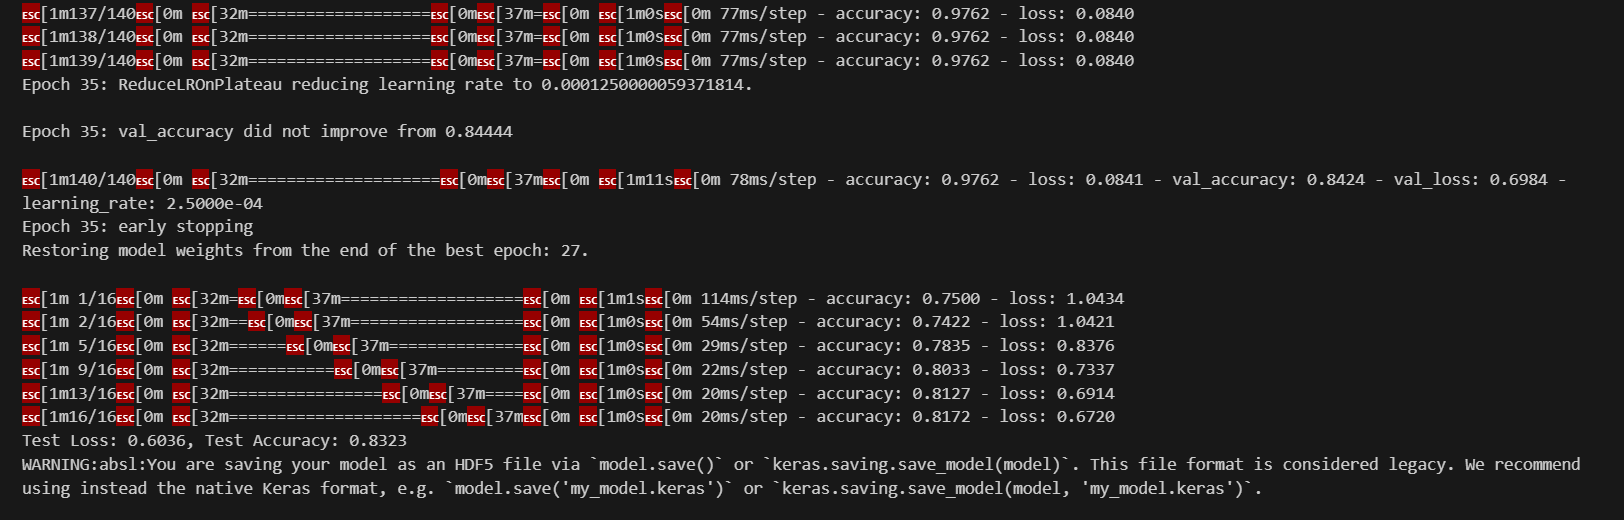 ESC[1m137/140ESC[0m ESC[32m===================ESC[0mESC[37m=ESC[0m ESC[1m0sESC[0m 77ms/step - accuracy: 0.9762 - loss: 0.0840
ESC[1m138/140ESC[0m ESC[32m===================ESC[0mESC[37m=ESC[0m ESC[1m0sESC[0m 77ms/step - accuracy: 0.9762 - loss: 0.0840
ESC[1m139/140ESC[0m ESC[32m===================ESC[0mESC[37m=ESC[0m ESC[1m0sESC[0m 77ms/step - accuracy: 0.9762 - loss: 0.0840
Epoch 35: ReduceLROnPlateau reducing learning rate to 0.0001250000059371814.
Epoch 35: val_accuracy did not improve from 0.84444
ESC[1m140/140ESC[0m ESC[32m====================ESC[0mESC[37mESC[0m ESC[1m11sESC[0m 78ms/step - accuracy: 0.9762 - loss: 0.0841 - val_accuracy: 0.8424 - val_loss: 0.6984 -
learning_rate: 2.5000e-04
Epoch 35: early stopping
Restoring model weights from the end of the best epoch: 27.
ESC[1m 1/16ESC[0m ESC[32m=ESC[0mESC[37m===================ESC[0m ESC[1m1sESC[0m 114ms/step - accuracy: 0.7500 - loss: 1.0434
ESC[1m 2/16ESC[0m ESC[32m==ESC[0mESC[37m==================ESC[0m ESC[1m0sESC[0m 54ms/step - accuracy: 0.7422 - loss: 1.0421
ESC[1m 5/16ESC[0m ESC[32m======ESC[0mESC[37m==============ESC[0m ESC[1m0sESC[0m 29ms/step - accuracy: 0.7835 - loss: 0.8376
ESC[1m 9/16ESC[0m ESC[32m===========ESC[0mESC[37m=========ESC[0m ESC[1m0sESC[0m 22ms/step - accuracy: 0.8033 - loss: 0.7337
ESC[1m13/16ESC[0m ESC[32m================ESC[0mESC[37m====ESC[0m ESC[1m0sESC[0m 20ms/step - accuracy: 0.8127 - loss: 0.6914
ESC[1m16/16ESC[0m ESC[32m====================ESC[0mESC[37mESC[0m ESC[1m0sESC[0m 20ms/step - accuracy: 0.8172 - loss: 0.6720
Test Loss: 0.6036, Test Accuracy: 0.8323
WARNING:absl:You are saving your model as an HDF5 file via `model.save()` or `keras.saving.save_model(model)`. This file format is considered legacy. We recommend
using instead the native Keras format, e.g. `model.save('my_model.keras')` or `keras.saving.save_model(model, 'my_model.keras')`.